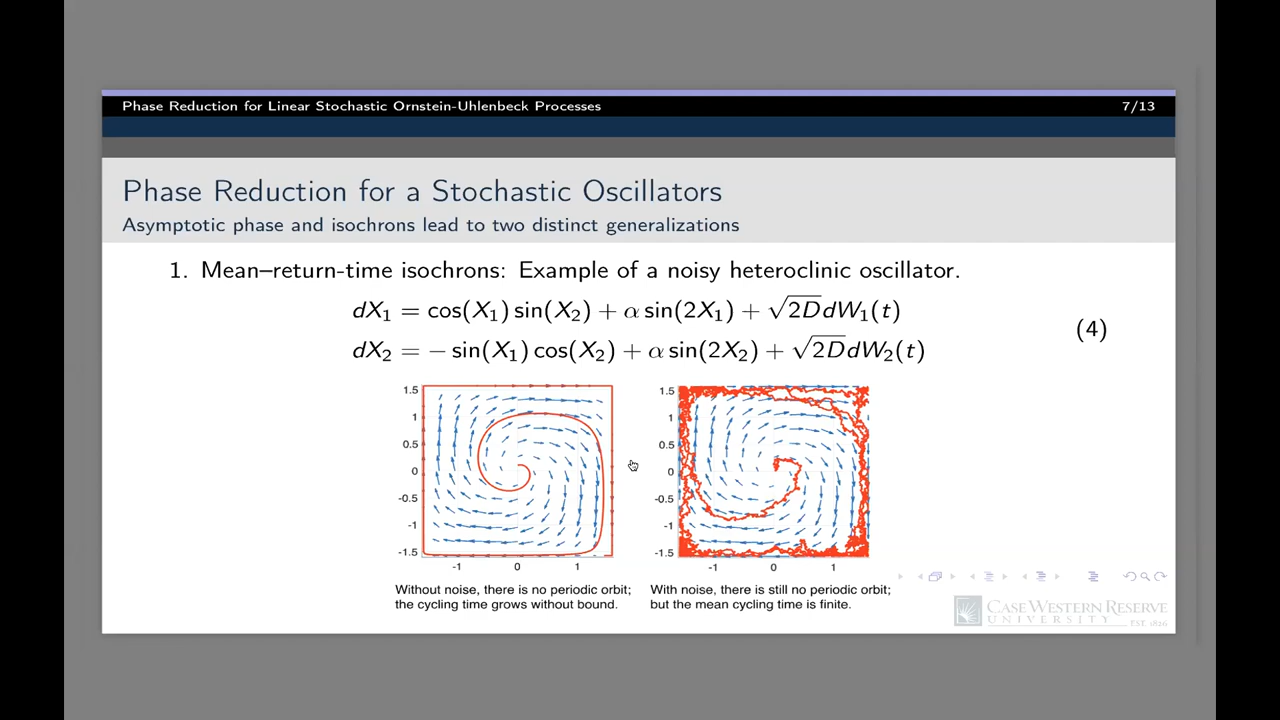 Phase Reduction for Linear Stochastic Ornstein-Uhlenbeck Processes 7/13
Phase Reduction for a Stochastic Oscillators
Asymptotic phase and isochrons lead to two distinct generalizations
1. Mean–return-time isochrons: Example of a noisy heteroclinic oscillator.
dX₁ = cos(X₁) sin(X₂) + α sin(2X₁) + √2D dW₁(t)
(4)
dX₂ = − sin(X₁) cos(X₂) + α sin(2X₂) + √2D dW₂(t)
1.5
1
0.5
0
-0.5
-1
-1.5
-1 0 1
1.5
1
0.5
0
-0.5
-1
-1.5
-1 0 1
Without noise, there is no periodic orbit;
the cycling time grows without bound.
With noise, there is still no periodic orbit;
but the mean cycling time is finite.
CASE WESTERN RESERVE
UNIVERSITY EST. 1826